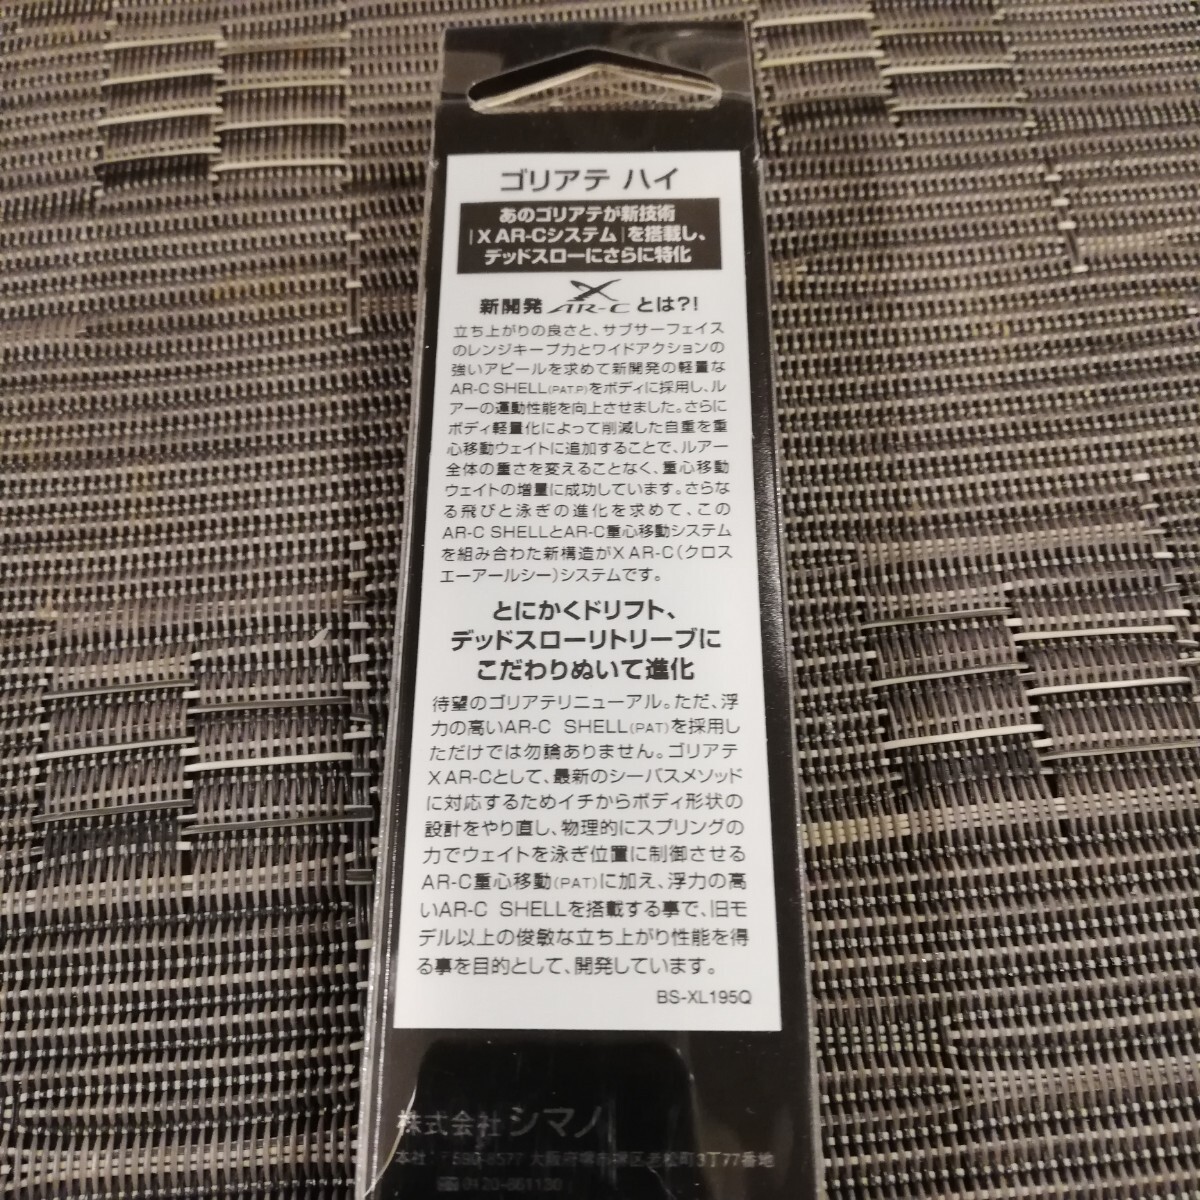 ゴリアテ ハイ
あのゴリアテが新技術
「X AR-Cシステム」を搭載し、
デッドスローにさらに特化
新開発 X AR-C とは?!
立ち上がりの良さと、サブサーフェイス
のレンジキープ力とワイドアクションの
強いアピールを求めて新開発の軽量な
AR-C SHELL(PAT.P)をボディに採用し、ル
アーの運動性能を向上させました。さらに
ボディ軽量化によって削減した自重を重
心移動ウェイトに追加することで、ルアー
全体の重さを変えることなく、重心移動
ウェイトの増量に成功しています。さらな
る飛びと泳ぎの進化を求めて、この
AR-C SHELLとAR-C重心移動システム
を組み合わた新構造がX AR-C(クロス
エーアールシー)システムです。
とにかくドリフト、
デッドスローリトリーブに
こだわりぬいて進化
待望のゴリアテリニューアル。ただ、浮
力の高いAR-C SHELL(PAT)を採用し
ただけでは勿論ありません。ゴリアテ
X AR-Cとして、最新のシーバスメソッド
に対応するためイチからボディ形状の
設計をやり直し、物理的にスプリングの
力でウェイトを泳ぎ位置に制御させる
AR-C重心移動(PAT)に加え、浮力の高
いAR-C SHELLを搭載する事で、旧モ
デル以上の俊敏な立ち上がり性能を得
る事を目的として、開発しています。
BS-XL195Q
株式会社 シマノ
本社 〒590-8577 大阪府堺市堺区老松町3丁77番地
0120-861130